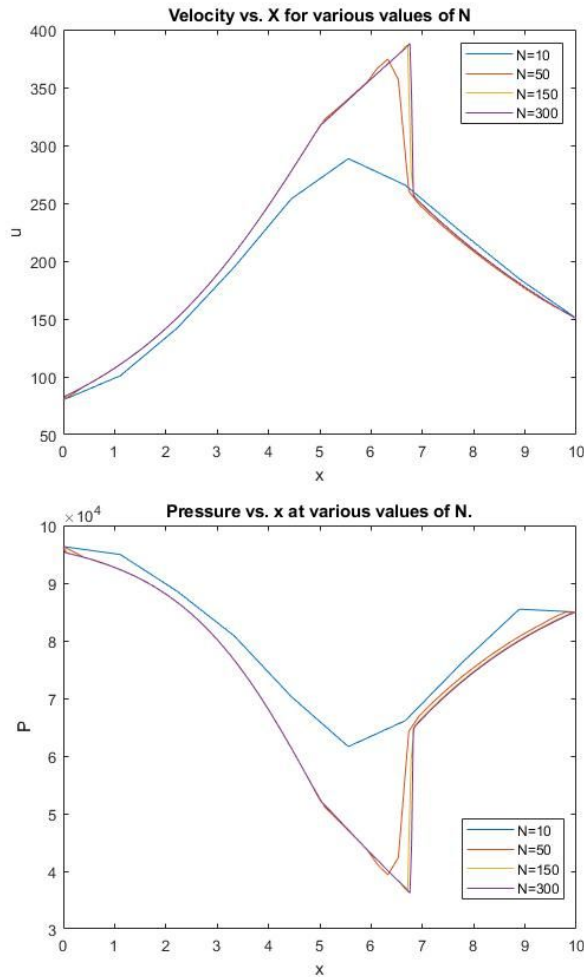 Velocity vs. X for various values of N
400
350
300
250
200
150
100
50
u
N=10
N=50
N=150
N=300
0 1 2 3 4 5 6 7 8 9 10
x
Pressure vs. x at various values of N.
×10⁴
10
9
8
7
6
5
4
3
P
N=10
N=50
N=150
N=300
0 1 2 3 4 5 6 7 8 9 10
x